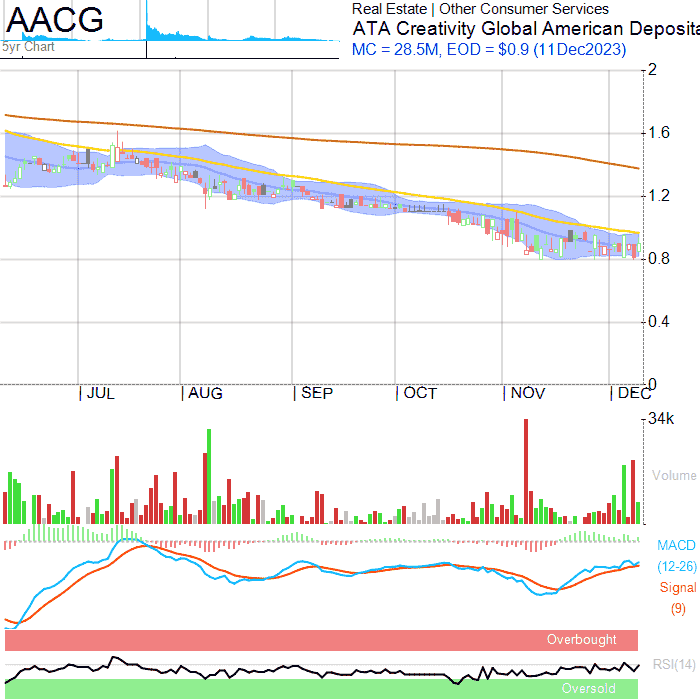 AACG
5yr Chart
Real Estate | Other Consumer Services
ATA Creativity Global American Deposita
MC = 28.5M, EOD = $0.9 (11Dec2023)
2
1.6
1.2
0.8
0.4
0
| JUL | AUG | SEP | OCT | NOV | DEC
34k
Volume
MACD
(12-26)
Signal
(9)
Overbought
RSI(14)
Oversold